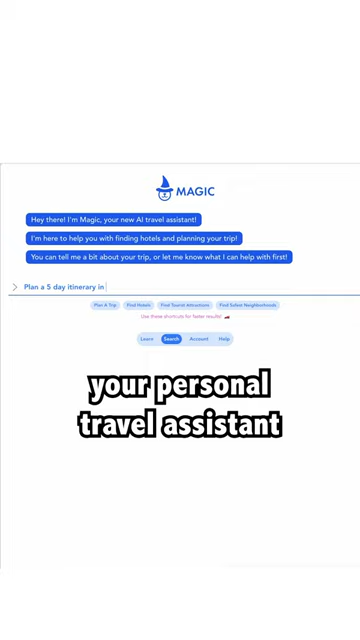 MAGIC
Hey there! I'm Magic, your new AI travel assistant!
I'm here to help you with finding hotels and planning your trip!
You can tell me a bit about your trip, or let me know what I can help with first!
Plan a 5 day itinerary in
Plan A Trip Find Hotels Find Tourist Attractions Find Safest Neighborhoods
Use these shortcuts for faster results!
Learn Search Account Help
your personal
travel assistant